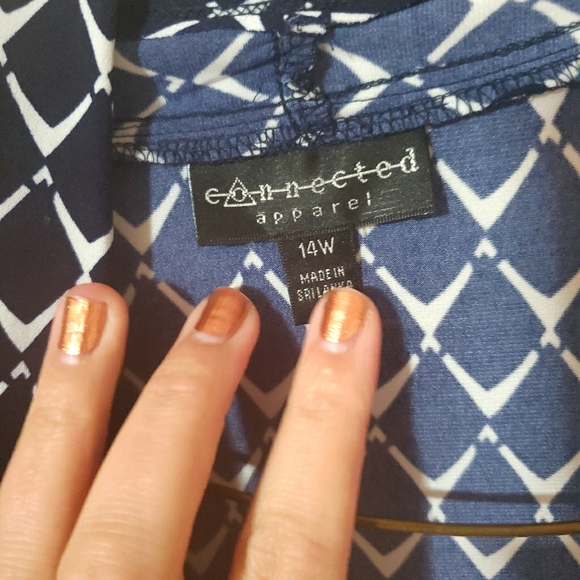 connected
apparel
14W
MADE IN
SRI LANKA